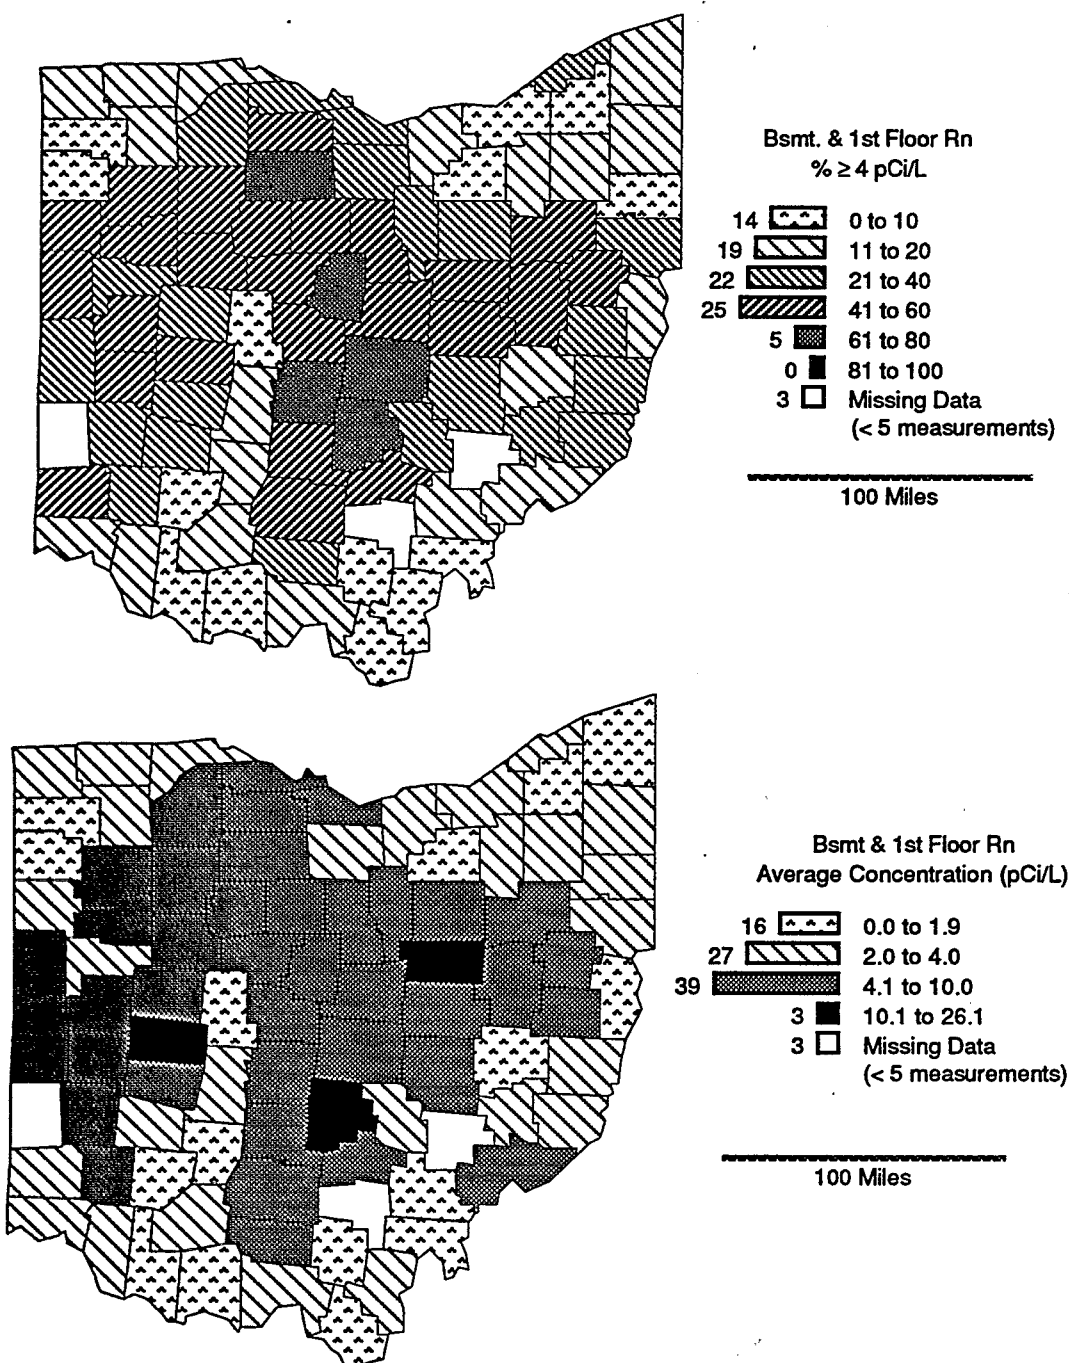 Bsmt. & 1st Floor Rn
% ≥ 4 pCi/L
14 0 to 10
19 11 to 20
22 21 to 40
25 41 to 60
5 61 to 80
0 81 to 100
3 Missing Data
(< 5 measurements)
100 Miles
Bsmt & 1st Floor Rn
Average Concentration (pCi/L)
16 0.0 to 1.9
27 2.0 to 4.0
39 4.1 to 10.0
3 10.1 to 26.1
3 Missing Data
(< 5 measurements)
100 Miles